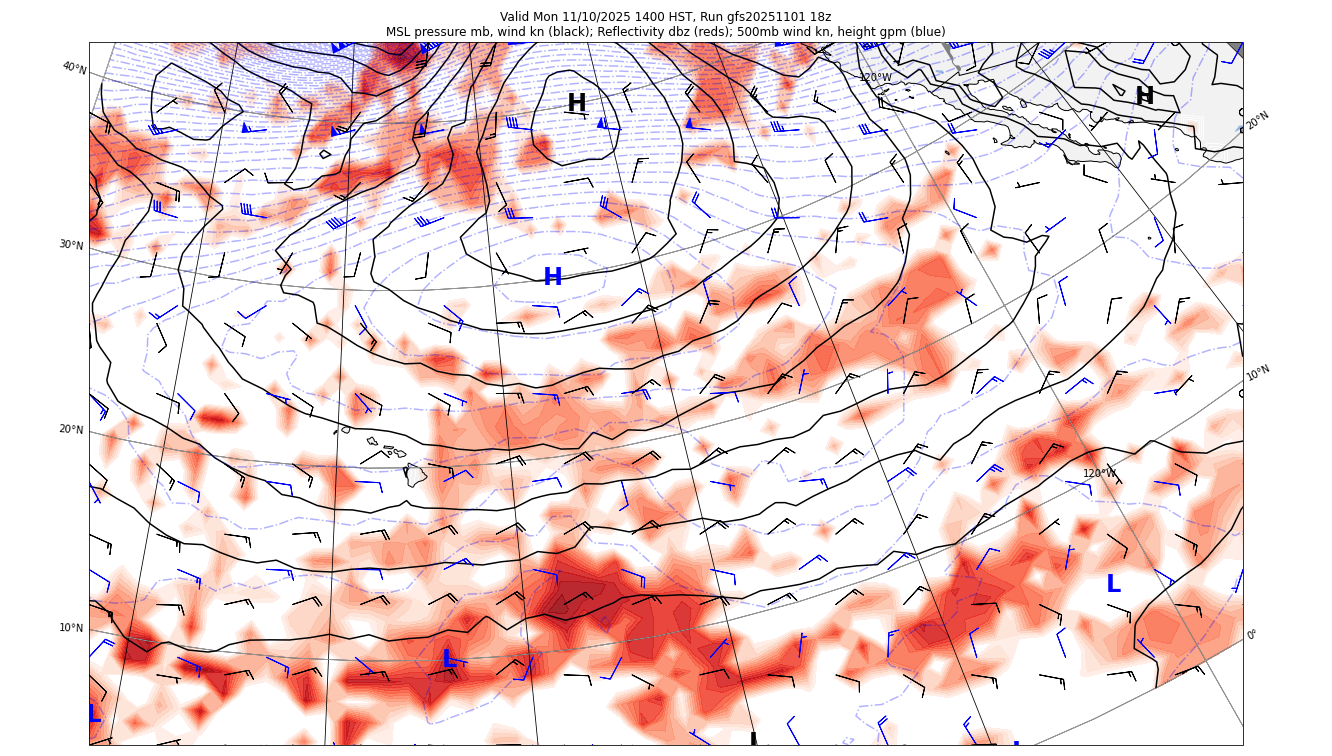 Valid Mon 11/10/2025 1400 HST, Run gfs20251101 18z
MSL pressure mb, wind kn (black); Reflectivity dbz (reds); 500mb wind kn, height gpm (blue)
40°N
120°W
H
H
20°N
30°N
H
10°N
20°N
120°W
L
10°N
0°
L
L
L
L